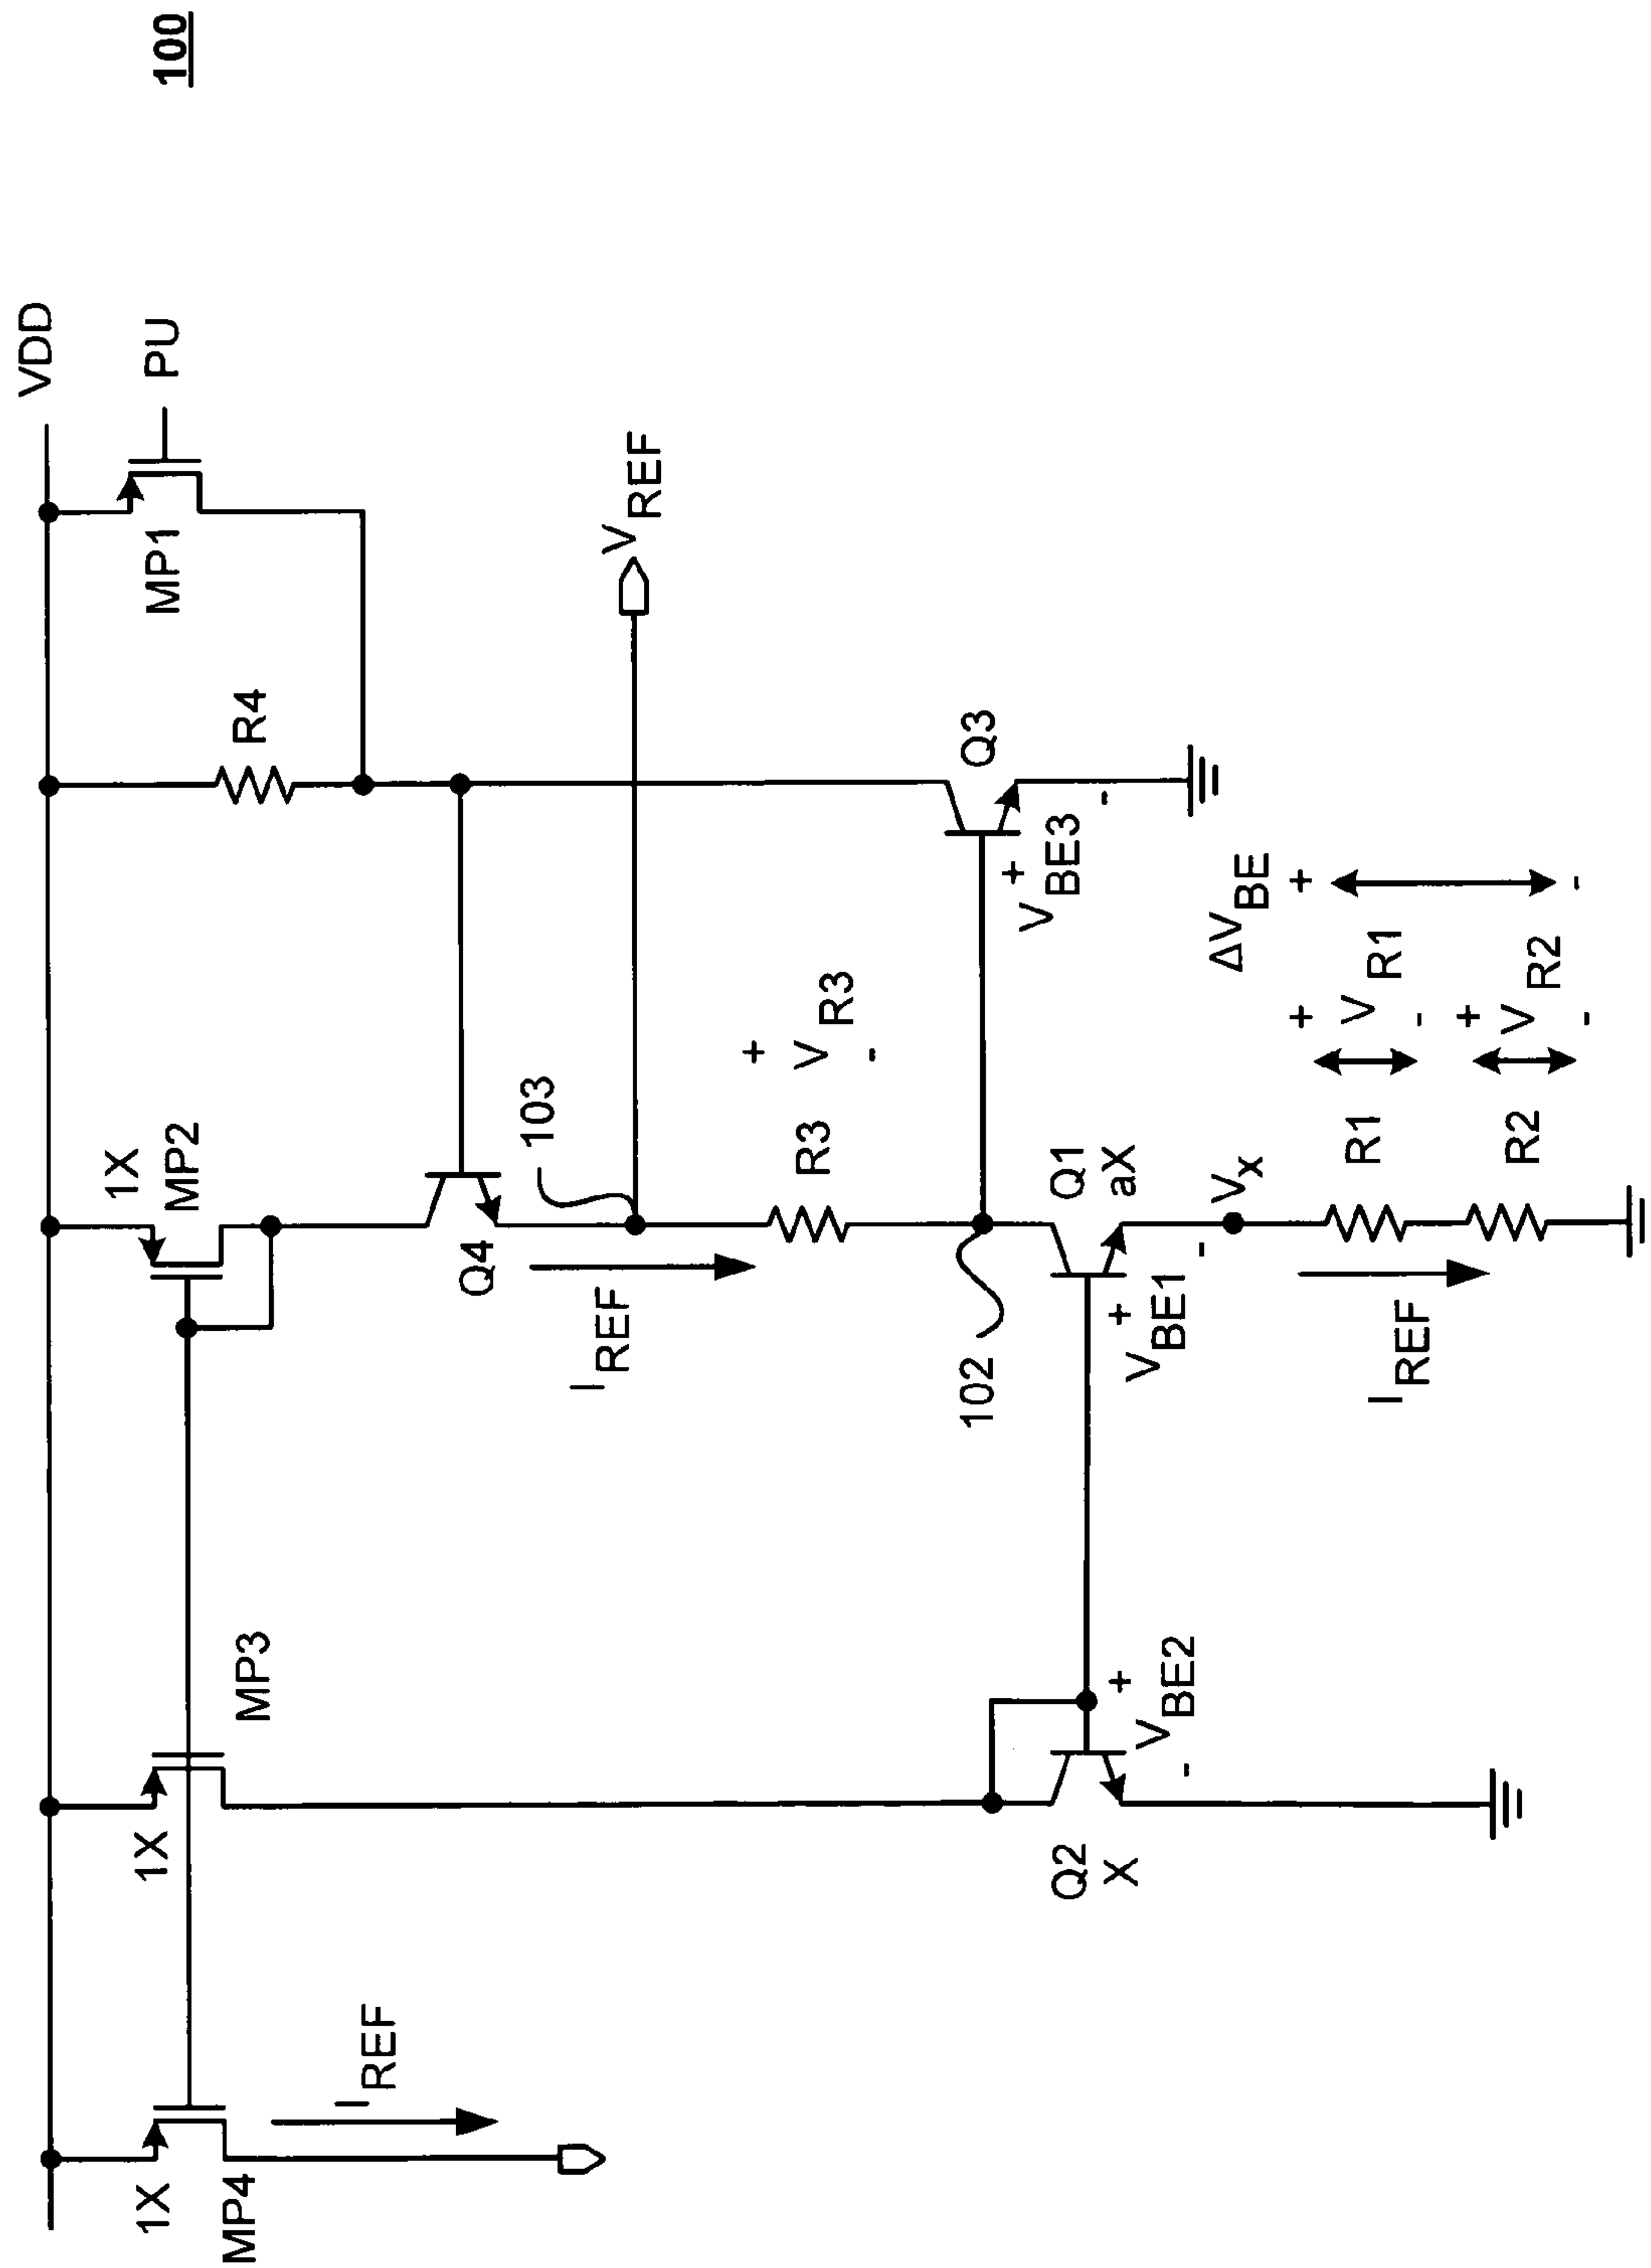 100
VDD
PU
MP1
R4
1X
MP2
MP3
1X
1X
MP4
Q4
103
VREF
IREF
IREF
R3
+
VR3
-
102
Q3
+
VBE3
-
Q1
aX
+
VBE1
-
Vx
Q2
X
+
VBE2
-
R1
R2
IREF
+
VR1
-
+
VR2
-
ΔVBE
+
-